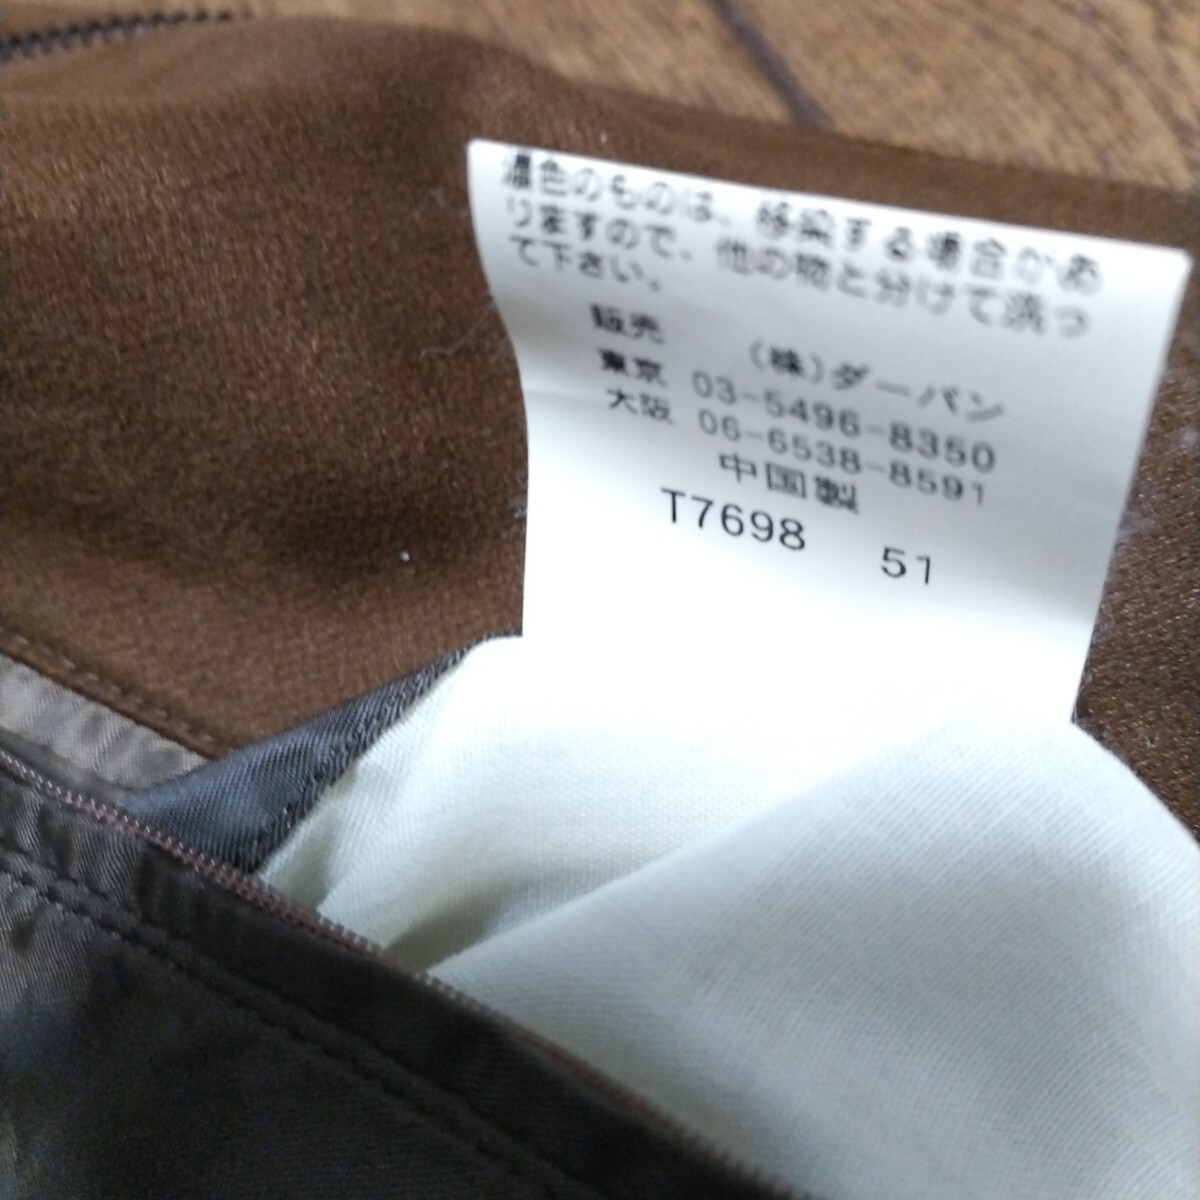 濃色のものは、移染する場合があ
りますので、他の物と分けて洗っ
て下さい。
販売 (株)ダーバン
東京 03-5496-8350
大阪 06-6538-8591
中国製
T7698 51